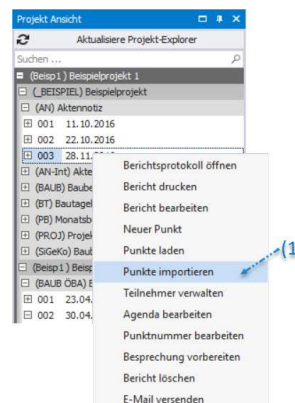 Projekt Ansicht
Aktualisiere Projekt-Explorer
Suchen ...
(Beisp1) Beispielprojekt 1
(_BEISPIEL) Beispielprojekt
(AN) Aktennotiz
001 11.10.2016
002 22.10.2016
003 28.11.
(AN-Int) Akte
(BAUB) Baube
(BT) Bautagel
(PB) Monatsb
(PROJ) Projek
(SiGeKo) Baut
(Beisp1) Beisp
(BAUB ÖBA) E
001 23.04.
002 30.04.
Berichtsprotokoll öffnen
Bericht drucken
Bericht bearbeiten
Neuer Punkt
Punkte laden
Punkte importieren
(1
Teilnehmer verwalten
Agenda bearbeiten
Punktnummer bearbeiten
Besprechung vorbereiten
Bericht löschen
E-Mail versenden